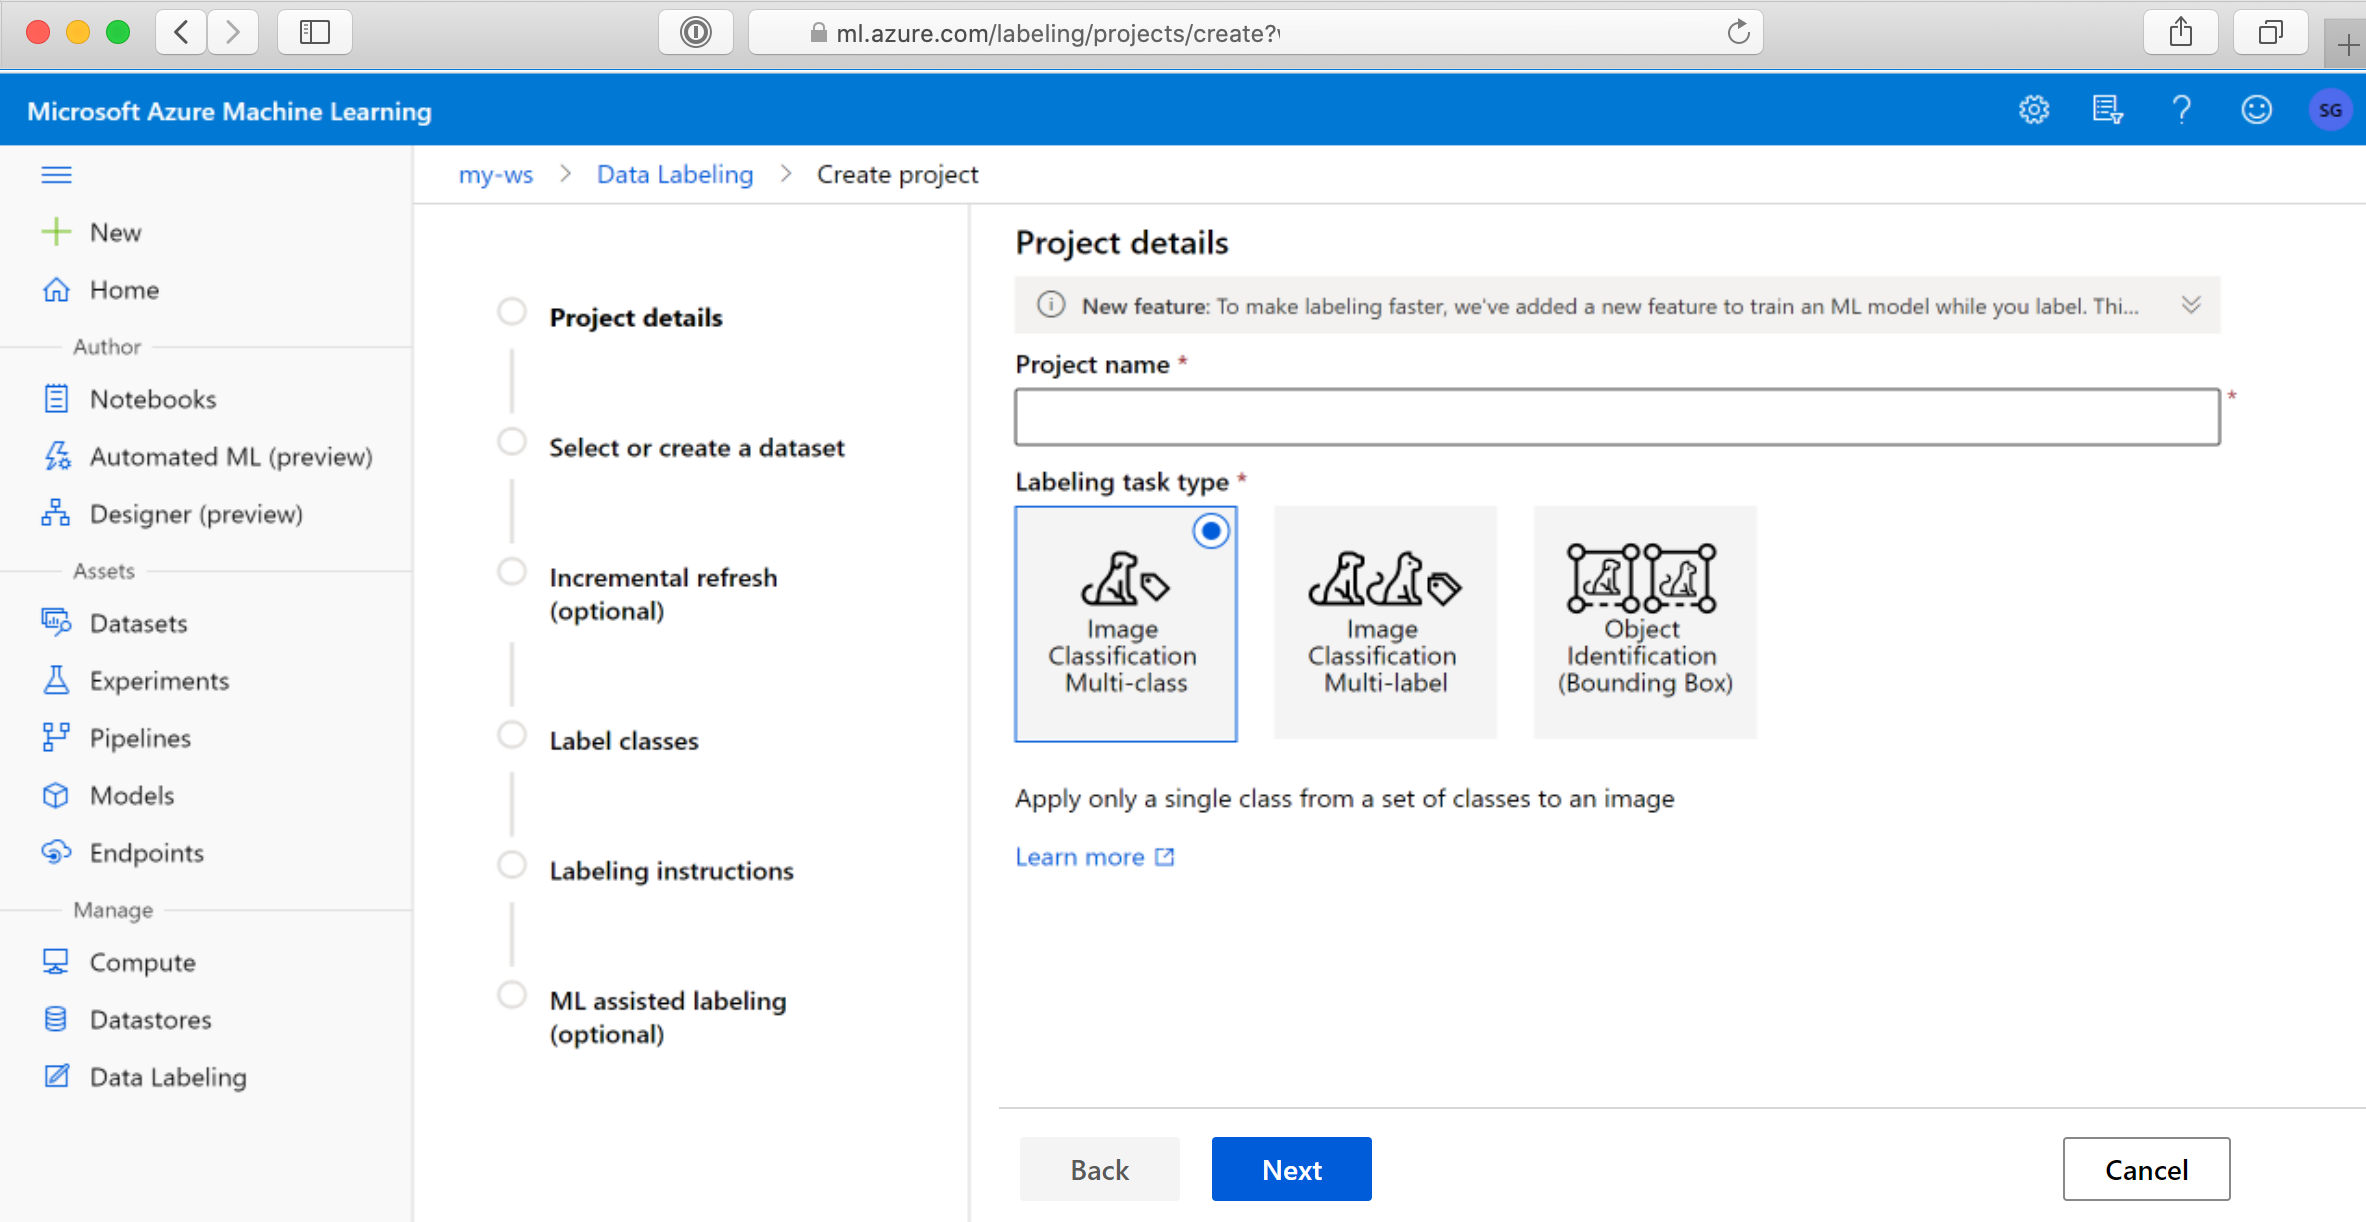 ml.azure.com/labeling/projects/create?
Microsoft Azure Machine Learning
SG
New
Home
Author
Notebooks
Automated ML (preview)
Designer (preview)
Assets
Datasets
Experiments
Pipelines
Models
Endpoints
Manage
Compute
Datastores
Data Labeling
my-ws > Data Labeling > Create project
Project details
Select or create a dataset
Incremental refresh
(optional)
Label classes
Labeling instructions
ML assisted labeling
(optional)
Project details
New feature: To make labeling faster, we've added a new feature to train an ML model while you label. Thi...
Project name *
*
Labeling task type *
Image
Classification
Multi-class
Image
Classification
Multi-label
Object
Identification
(Bounding Box)
Apply only a single class from a set of classes to an image
Learn more
Back
Next
Cancel